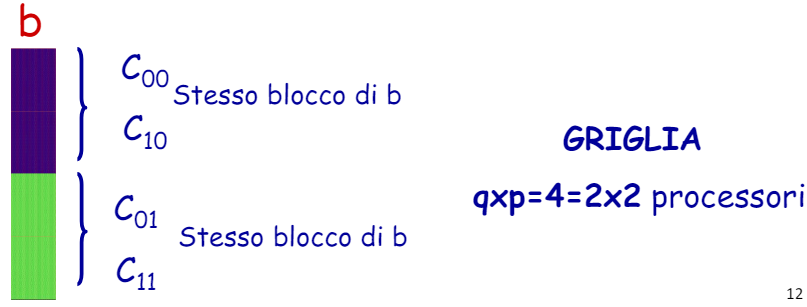 b
C₀₀
Stesso blocco di b
C₁₀
GRIGLIA
qxp=4=2x2 processori
C₀₁
Stesso blocco di b
C₁₁
12